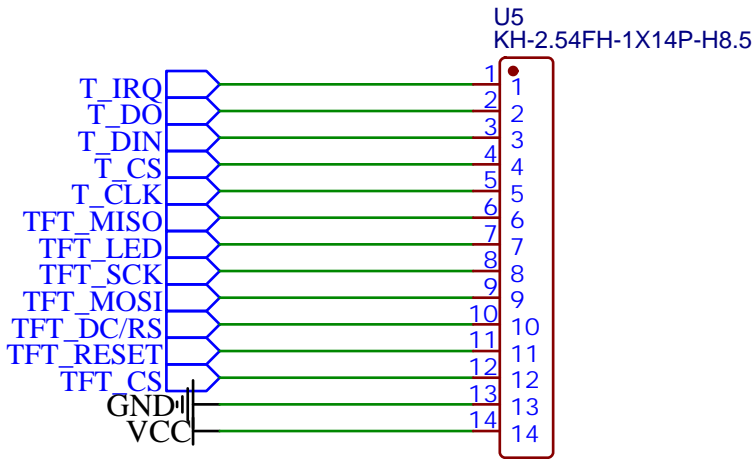 U5
KH-2.54FH-1X14P-H8.5
T_IRQ 1 1
T_DO 2 2
T_DIN 3 3
T_CS 4 4
T_CLK 5 5
TFT_MISO 6 6
TFT_LED 7 7
TFT_SCK 8 8
TFT_MOSI 9 9
TFT_DC/RS 10 10
TFT_RESET 11 11
TFT_CS 12 12
GND 13 13
VCC 14 14